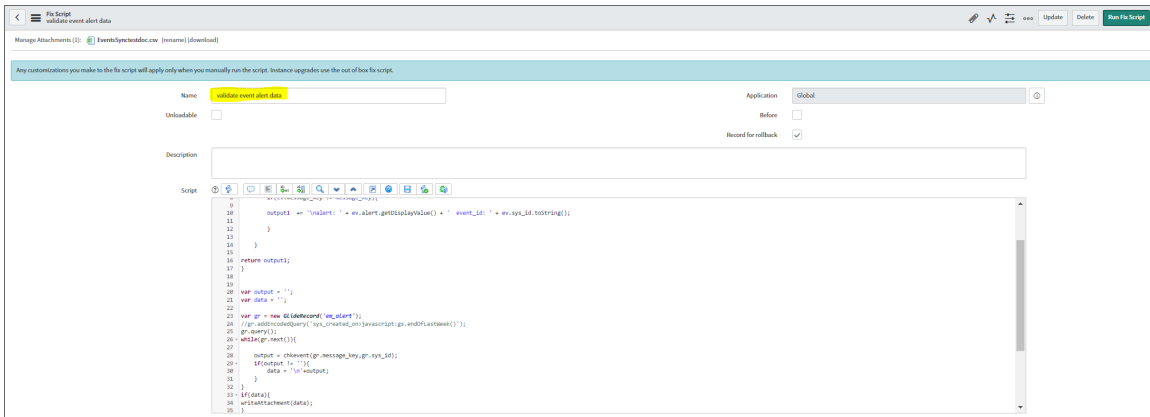 Fix Script
validate event alert data
Update
Delete
Run Fix Script
Manage Attachments (1): EventsSynctestdoc.csv [rename] [download]
Any customizations you make to the fix script will apply only when you manually run the script. Instance upgrades use the out of box fix script.
Name
validate event alert data
Application
Global
Unloadable
Before
Record for rollback
Description
Script
9
10 output1 += '\nalert: ' + ev.alert.getDisplayValue() + ' event_id: ' + ev.sys_id.toString();
11
12 }
13
14 }
15
16 return output1;
17 }
18
19
20 var output = '';
21 var data = '';
22
23 var gr = new GlideRecord('em_alert');
24 //gr.addEncodedQuery('sys_created_on>javascript:gs.endOfLastWeek()');
25 gr.query();
26 while(gr.next()){
27
28 output = chkevent(gr.message_key,gr.sys_id);
29 if(output != ''){
30 data = '\n'+output;
31 }
32 }
33 if(data){
34 writeAttachment(data);
35 }